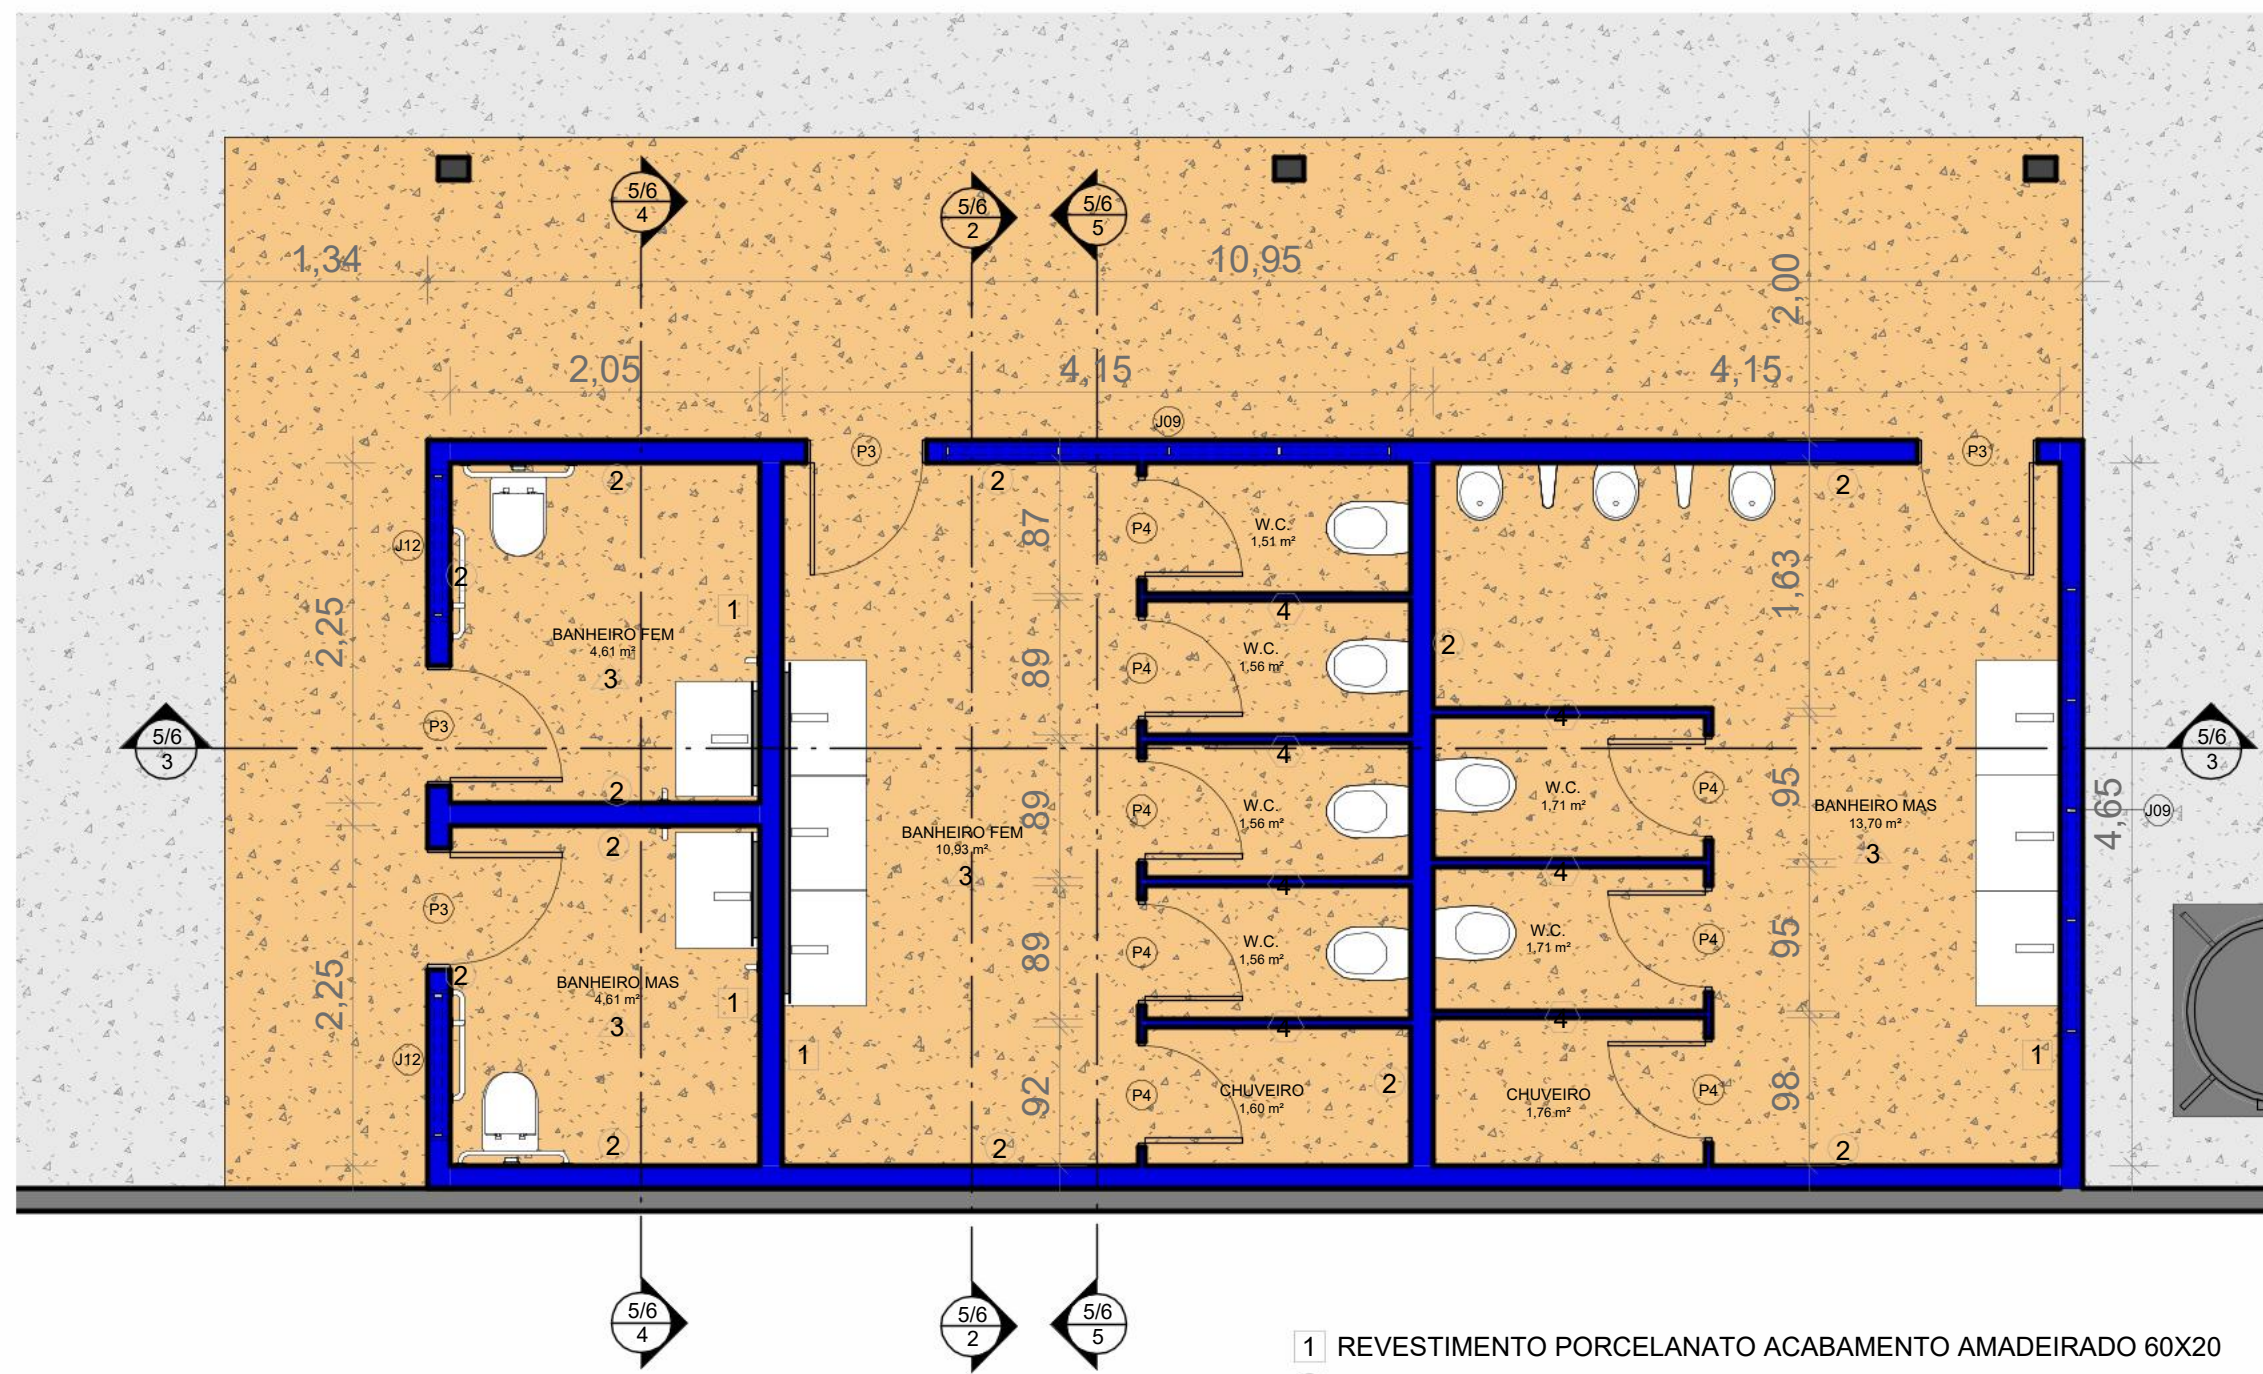 5/6
4
5/6
2
5/6
5
1,34
10,95
2,00
2,05
4,15
4,15
J09
P3
P3
2
2
2
87
P4
W.C.
1,51 m²
J12
2
1,63
2,25
1
4
BANHEIRO FEM
4,61 m²
3
89
P4
W.C.
1,56 m²
2
P3
4
4
5/6
3
5/6
3
2
95
W.C.
1,71 m²
P4
89
P4
W.C.
1,56 m²
BANHEIRO MAS
13,70 m²
3
4,65
J09
2
BANHEIRO FEM
10,93 m²
3
4
4
P3
89
P4
W.C.
1,56 m²
W.C.
1,71 m²
P4
95
2
BANHEIRO MAS
4,61 m²
3
2,25
1
4
4
J12
1
1
92
P4
CHUVEIRO
1,60 m²
2
CHUVEIRO
1,76 m²
P4
98
2
2
2
5/6
4
5/6
2
5/6
5
1 REVESTIMENTO PORCELANATO ACABAMENTO AMADEIRADO 60X20